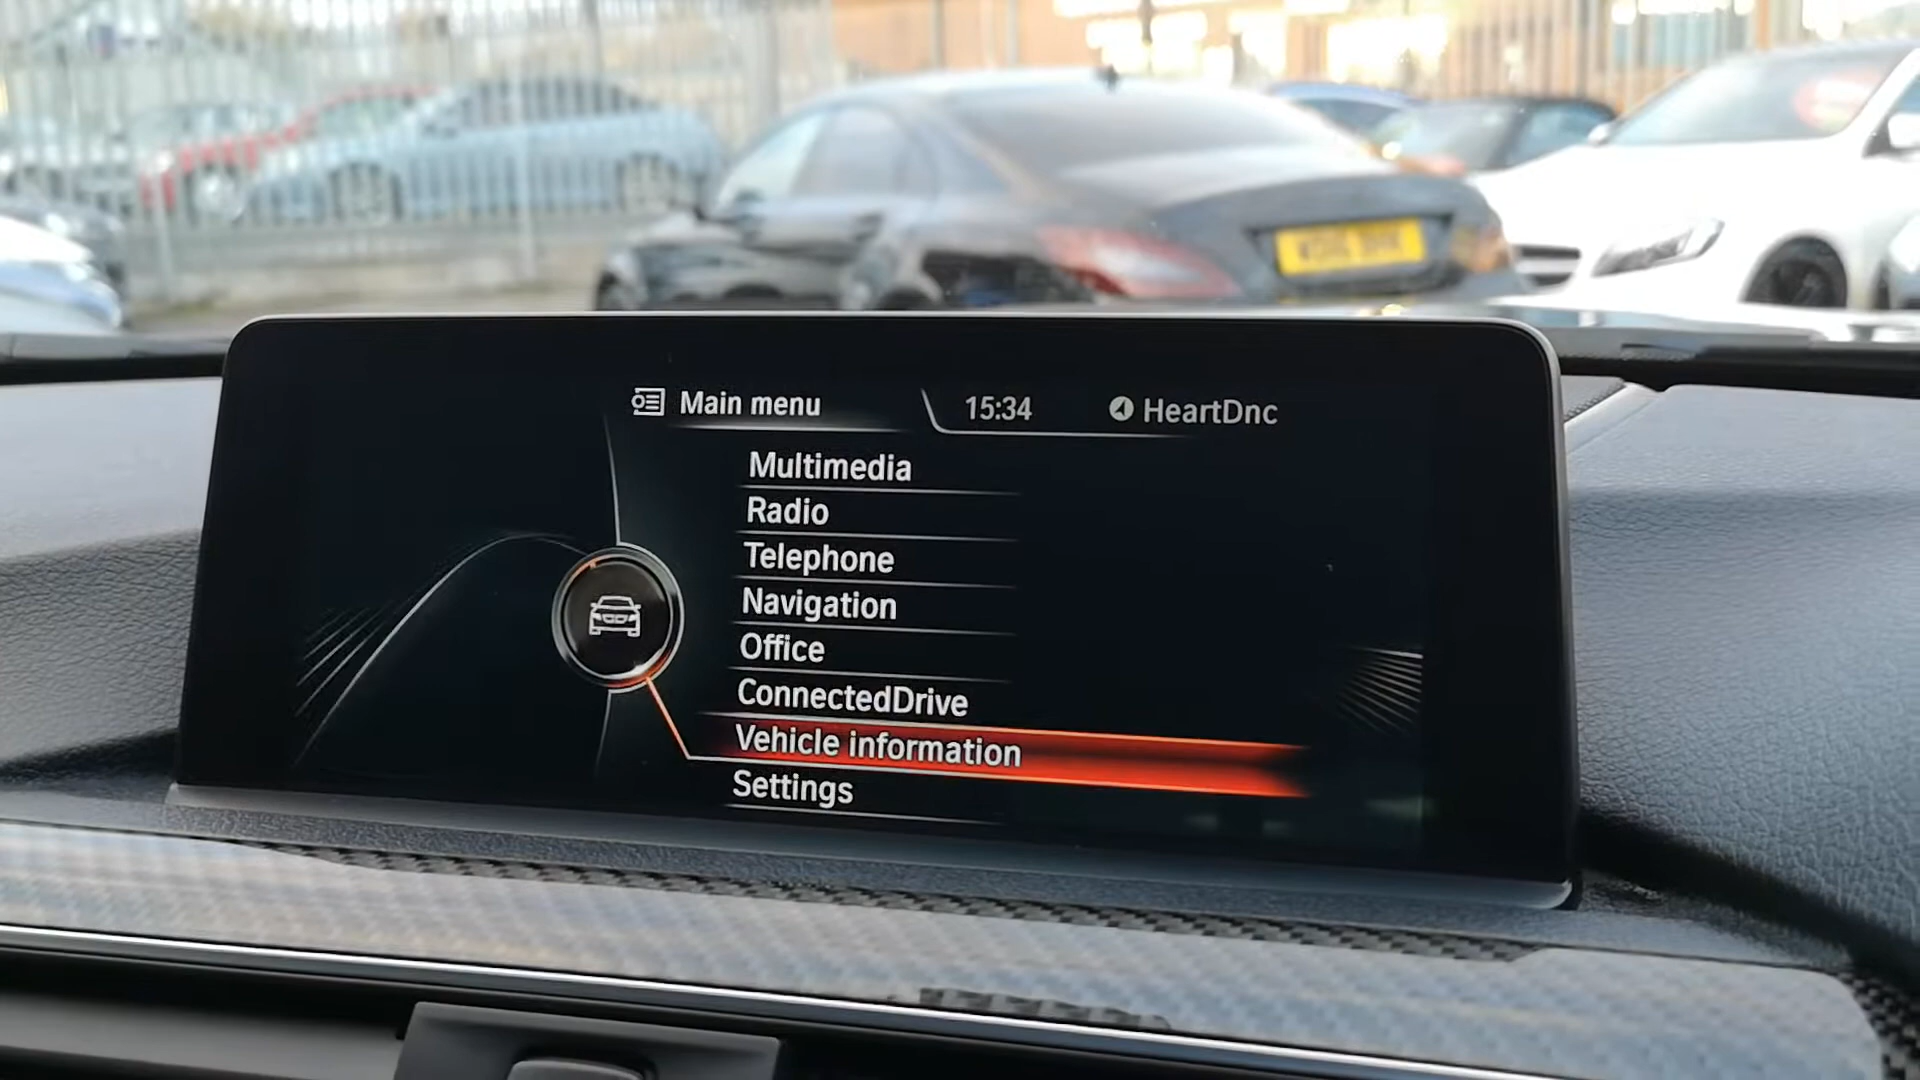 Main menu
15:34
HeartDnc
Multimedia
Radio
Telephone
Navigation
Office
ConnectedDrive
Vehicle information
Settings